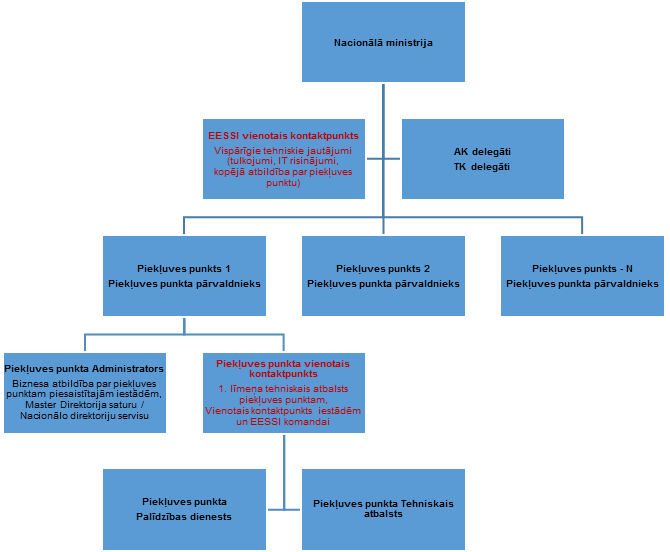 Nacionālā ministrija
EESSI vienotais kontaktpunkts
Vispārīgie tehniskie jautājumi
(tulkojumi, IT risinājumi,
kopējā atbildība par piekļuves
punktu)
AK delegāti
TK delegāti
Piekļuves punkts 1
Piekļuves punkta pārvaldnieks
Piekļuves punkts 2
Piekļuves punkta pārvaldnieks
Piekļuves punkts - N
Piekļuves punkta pārvaldnieks
Piekļuves punkta Administrators
Biznesa atbildība par piekļuves
punktam piesaistītajām iestādēm,
Master Direktorija saturu /
Nacionālo direktoriju servisu
Piekļuves punkta vienotais
kontaktpunkts
1. līmeņa tehniskais atbalsts
piekļuves punktam,
Vienotais kontaktpunkts iestādēm
un EESSI komandai
Piekļuves punkta
Palīdzības dienests
Piekļuves punkta Tehniskais
atbalsts